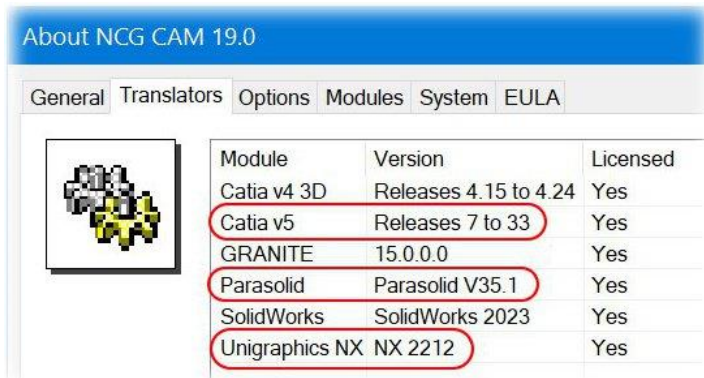 About NCG CAM 19.0
General Translators Options Modules System EULA
Module Version Licensed
Catia v4 3D Releases 4.15 to 4.24 Yes
Catia v5 Releases 7 to 33 Yes
GRANITE 15.0.0.0 Yes
Parasolid Parasolid V35.1 Yes
SolidWorks SolidWorks 2023 Yes
Unigraphics NX NX 2212 Yes